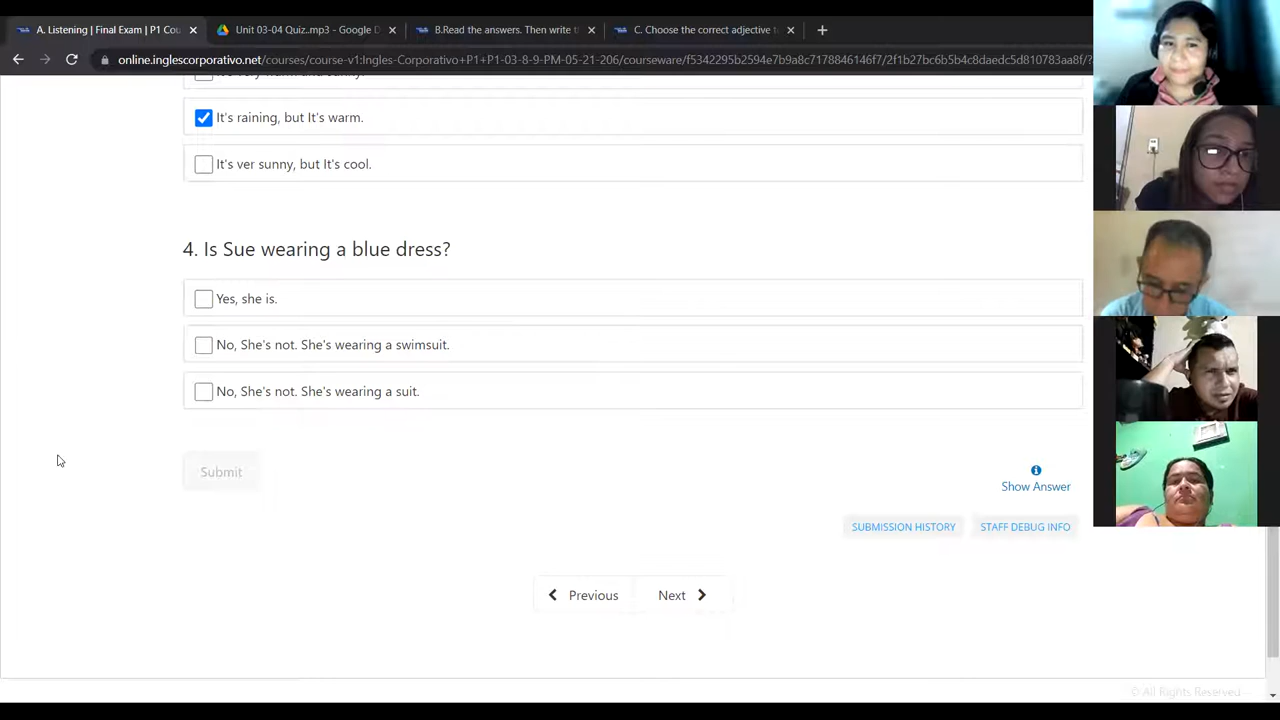 A. Listening | Final Exam | P1 Cou
Unit 03-04 Quiz..mp3 - Google D
B.Read the answers. Then write t
C. Choose the correct adjective t
online.inglescorporativo.net/courses/course-v1:Ingles-Corporativo+P1+P1-03-8-9-PM-05-21-206/courseware/f5342295b2594e7b9a8c7178846146f7/2f1b27bc6b5b4c8daedc5d810783aa8f/?
It's raining, but It's warm.
It's ver sunny, but It's cool.
4. Is Sue wearing a blue dress?
Yes, she is.
No, She's not. She's wearing a swimsuit.
No, She's not. She's wearing a suit.
Submit
Show Answer
SUBMISSION HISTORY
STAFF DEBUG INFO
Previous
Next
© All Rights Reserved